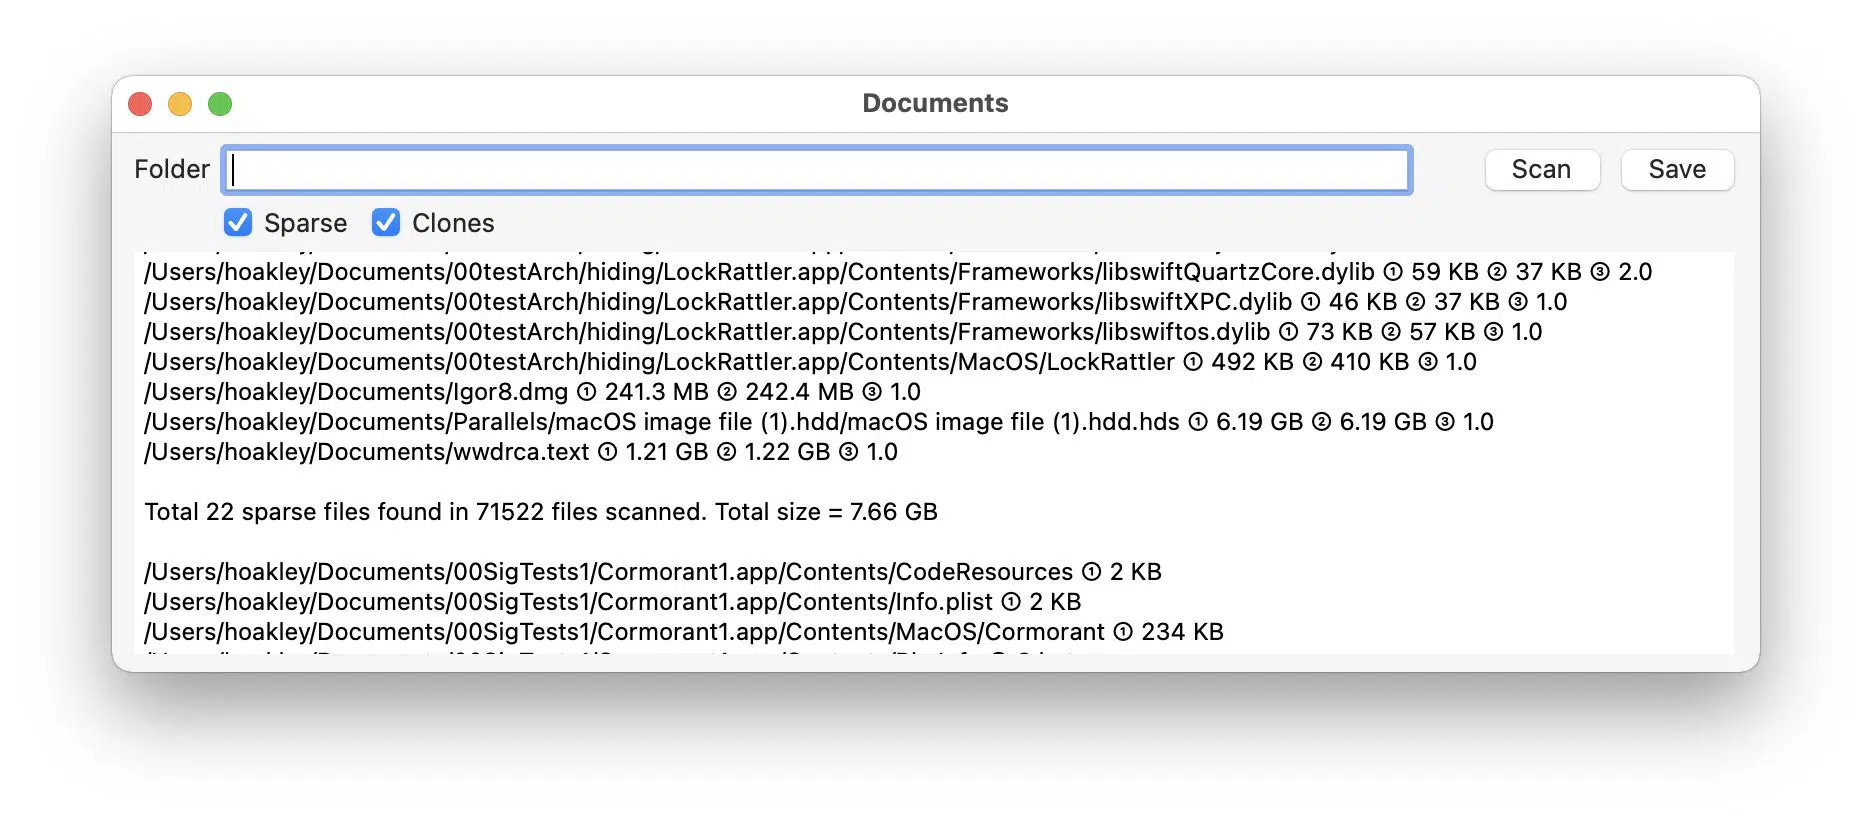 Documents
Folder
Scan
Save
Sparse
Clones
/Users/hoakley/Documents/00testArch/hiding/LockRattler.app/Contents/Frameworks/libswiftQuartzCore.dylib ① 59 KB ② 37 KB ③ 2.0
/Users/hoakley/Documents/00testArch/hiding/LockRattler.app/Contents/Frameworks/libswiftXPC.dylib ① 46 KB ② 37 KB ③ 1.0
/Users/hoakley/Documents/00testArch/hiding/LockRattler.app/Contents/Frameworks/libswiftos.dylib ① 73 KB ② 57 KB ③ 1.0
/Users/hoakley/Documents/00testArch/hiding/LockRattler.app/Contents/MacOS/LockRattler ① 492 KB ② 410 KB ③ 1.0
/Users/hoakley/Documents/Igor8.dmg ① 241.3 MB ② 242.4 MB ③ 1.0
/Users/hoakley/Documents/Parallels/macOS image file (1).hdd/macOS image file (1).hdd.hds ① 6.19 GB ② 6.19 GB ③ 1.0
/Users/hoakley/Documents/wwdrca.text ① 1.21 GB ② 1.22 GB ③ 1.0
Total 22 sparse files found in 71522 files scanned. Total size = 7.66 GB
/Users/hoakley/Documents/00SigTests1/Cormorant1.app/Contents/CodeResources ① 2 KB
/Users/hoakley/Documents/00SigTests1/Cormorant1.app/Contents/Info.plist ① 2 KB
/Users/hoakley/Documents/00SigTests1/Cormorant1.app/Contents/MacOS/Cormorant ① 234 KB